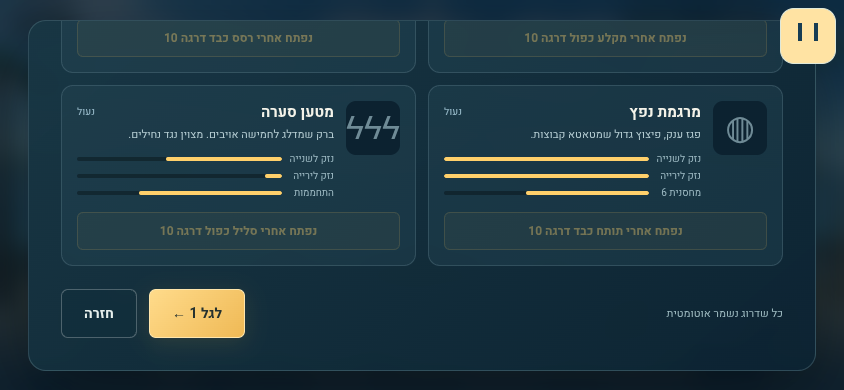 נפתח אחרי מקלע כפול דרגה 10
נפתח אחרי רסס כבד דרגה 10
מרגמת נפץ
נעול
פגז ענק, פיצוץ גדול שמטאטא קבוצות.
נזק לשנייה
נזק לירייה
מחסנית 6
נפתח אחרי תותח כבד דרגה 10
מטען סערה
נעול
ברק שמדלג לחמישה אויבים. מצוין נגד נחילים.
נזק לשנייה
נזק לירייה
התחממות
נפתח אחרי סליל כפול דרגה 10
כל שדרוג נשמר אוטומטית
לגל 1 ←
חזרה